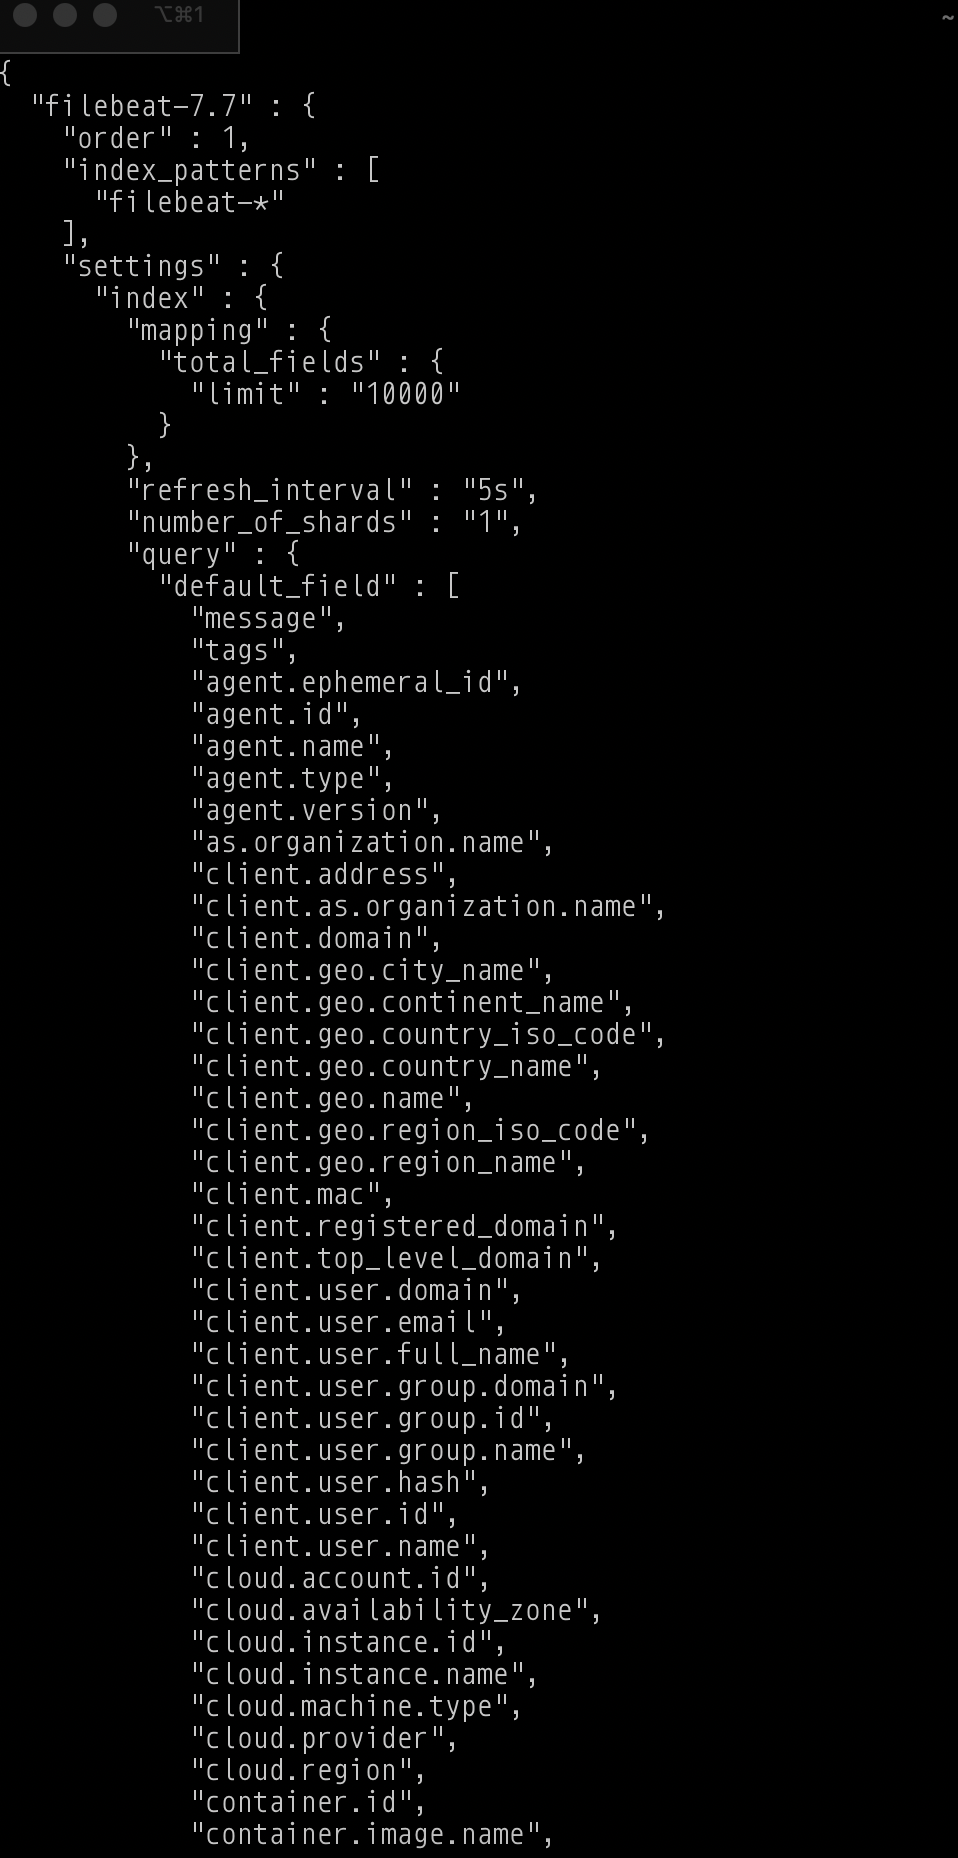 ⌥⌘1
~
{
  "filebeat-7.7" : {
    "order" : 1,
    "index_patterns" : [
      "filebeat-*"
    ],
    "settings" : {
      "index" : {
        "mapping" : {
          "total_fields" : {
            "limit" : "10000"
          }
        },
        "refresh_interval" : "5s",
        "number_of_shards" : "1",
        "query" : {
          "default_field" : [
            "message",
            "tags",
            "agent.ephemeral_id",
            "agent.id",
            "agent.name",
            "agent.type",
            "agent.version",
            "as.organization.name",
            "client.address",
            "client.as.organization.name",
            "client.domain",
            "client.geo.city_name",
            "client.geo.continent_name",
            "client.geo.country_iso_code",
            "client.geo.country_name",
            "client.geo.name",
            "client.geo.region_iso_code",
            "client.geo.region_name",
            "client.mac",
            "client.registered_domain",
            "client.top_level_domain",
            "client.user.domain",
            "client.user.email",
            "client.user.full_name",
            "client.user.group.domain",
            "client.user.group.id",
            "client.user.group.name",
            "client.user.hash",
            "client.user.id",
            "client.user.name",
            "cloud.account.id",
            "cloud.availability_zone",
            "cloud.instance.id",
            "cloud.instance.name",
            "cloud.machine.type",
            "cloud.provider",
            "cloud.region",
            "container.id",
            "container.image.name",